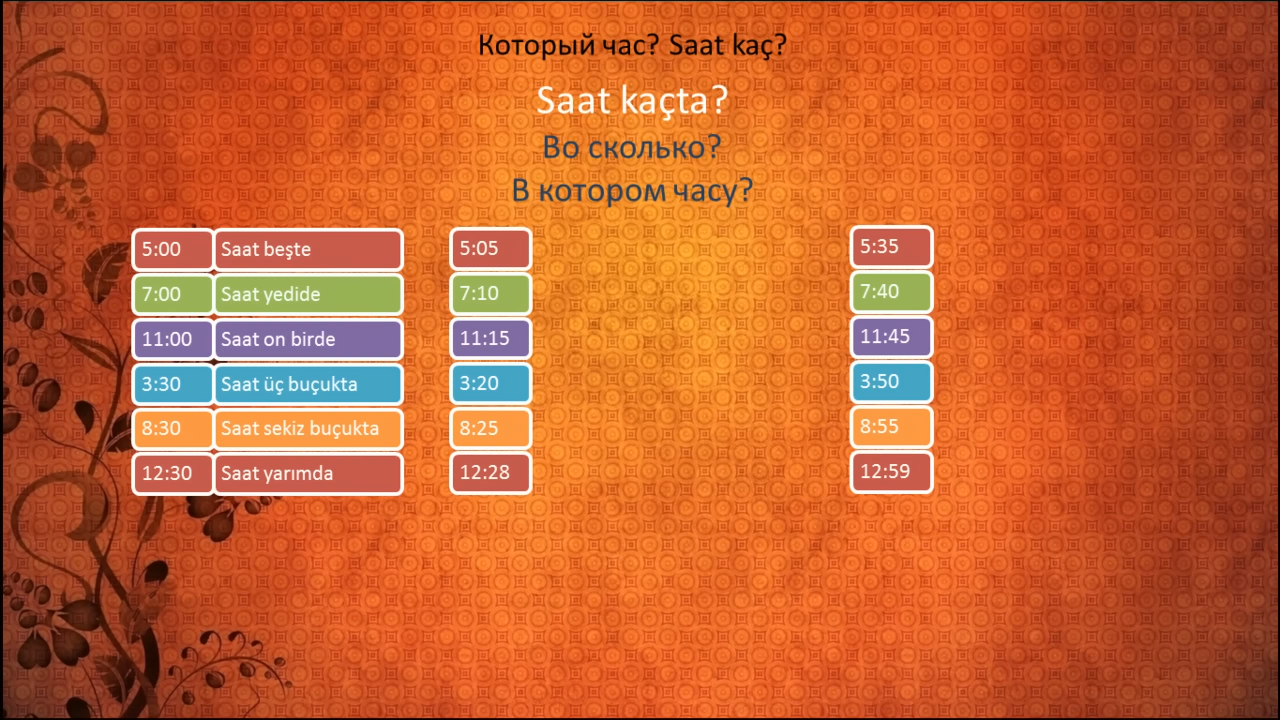 Который час? Saat kaç?
Saat kaçta?
Во сколько?
В котором часу?
5:00 Saat beşte 5:05 5:35
7:00 Saat yedide 7:10 7:40
11:00 Saat on birde 11:15 11:45
3:30 Saat üç buçukta 3:20 3:50
8:30 Saat sekiz buçukta 8:25 8:55
12:30 Saat yarımda 12:28 12:59